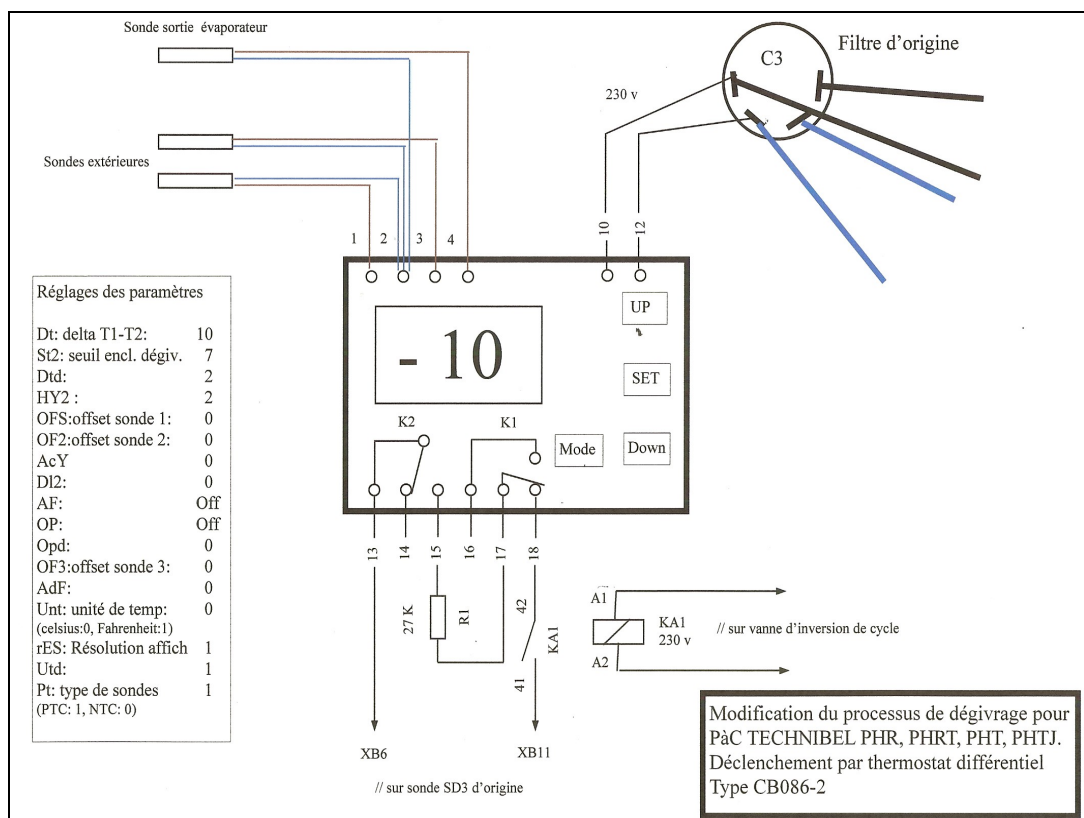 Sonde sortie évaporateur
Sondes extérieures
C3
Filtre d'origine
230 v
1 2 3 4
10 12
UP
SET
Mode
Down
- 10
K2 K1
Réglages des paramètres
Dt: delta T1-T2: 10
St2: seuil encl. dégiv. 7
Dtd: 2
HY2 : 2
OFS:offset sonde 1: 0
OF2:offset sonde 2: 0
AcY 0
Dl2: 0
AF: Off
OP: Off
Opd: 0
OF3:offset sonde 3: 0
AdF: 0
Unt: unité de temp: 0
(celsius:0, Fahrenheit:1)
rES: Résolution affich 1
Utd: 1
Pt: type de sondes 1
(PTC: 1, NTC: 0)
13 14 15 16 17 18
27 K
R1
42
KA1
41
XB6
XB11
// sur sonde SD3 d'origine
A1
KA1
230 v
A2
// sur vanne d'inversion de cycle
Modification du processus de dégivrage pour
PàC TECHNIBEL PHR, PHRT, PHT, PHTJ.
Déclenchement par thermostat différentiel
Type CB086-2